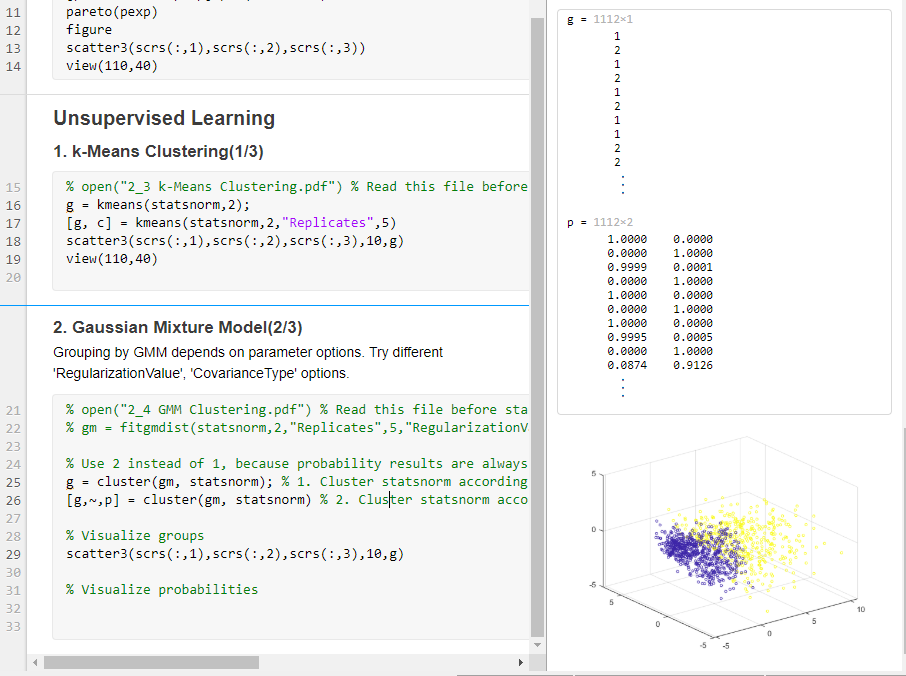 11 pareto(pexp)
12 figure
13 scatter3(scrs(:,1),scrs(:,2),scrs(:,3))
14 view(110,40)
Unsupervised Learning
1. k-Means Clustering(1/3)
15 % open("2_3 k-Means Clustering.pdf") % Read this file before
16 g = kmeans(statsnorm,2);
17 [g, c] = kmeans(statsnorm,2,"Replicates",5)
18 scatter3(scrs(:,1),scrs(:,2),scrs(:,3),10,g)
19 view(110,40)
20
2. Gaussian Mixture Model(2/3)
Grouping by GMM depends on parameter options. Try different
'RegularizationValue', 'CovarianceType' options.
21 % open("2_4 GMM Clustering.pdf") % Read this file before sta
22 % gm = fitgmdist(statsnorm,2,"Replicates",5,"RegularizationV
23
24 % Use 2 instead of 1, because probability results are always
25 g = cluster(gm, statsnorm); % 1. Cluster statsnorm according
26 [g,~,p] = cluster(gm, statsnorm) % 2. Cluster statsnorm acco
27
28 % Visualize groups
29 scatter3(scrs(:,1),scrs(:,2),scrs(:,3),10,g)
30
31 % Visualize probabilities
32
33
g = 1112×1
1
2
1
2
1
2
1
1
2
2
⋮
p = 1112×2
1.0000 0.0000
0.0000 1.0000
0.9999 0.0001
0.0000 1.0000
1.0000 0.0000
0.0000 1.0000
1.0000 0.0000
0.9995 0.0005
0.0000 1.0000
0.0874 0.9126
⋮
5
0
-5
5
0
-5
-5
0
5
10